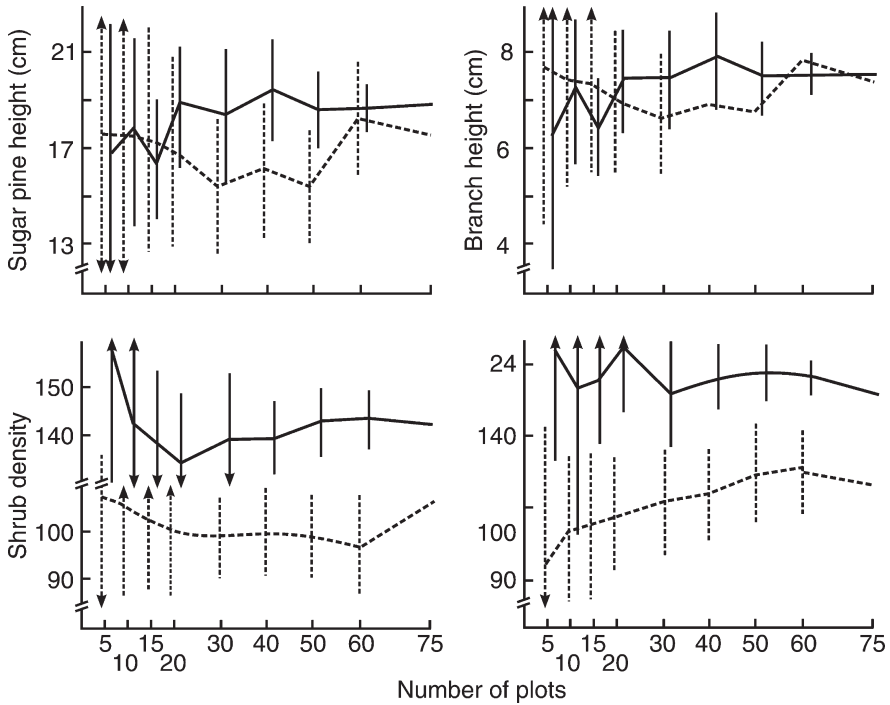 Sugar pine height (cm)
21
17
13
Branch height (cm)
8
6
4
Shrub density
150
140
100
90
5 15 30 40 50 60 75
10 20
24
140
100
90
5 15 30 40 50 60 75
10 20
Number of plots